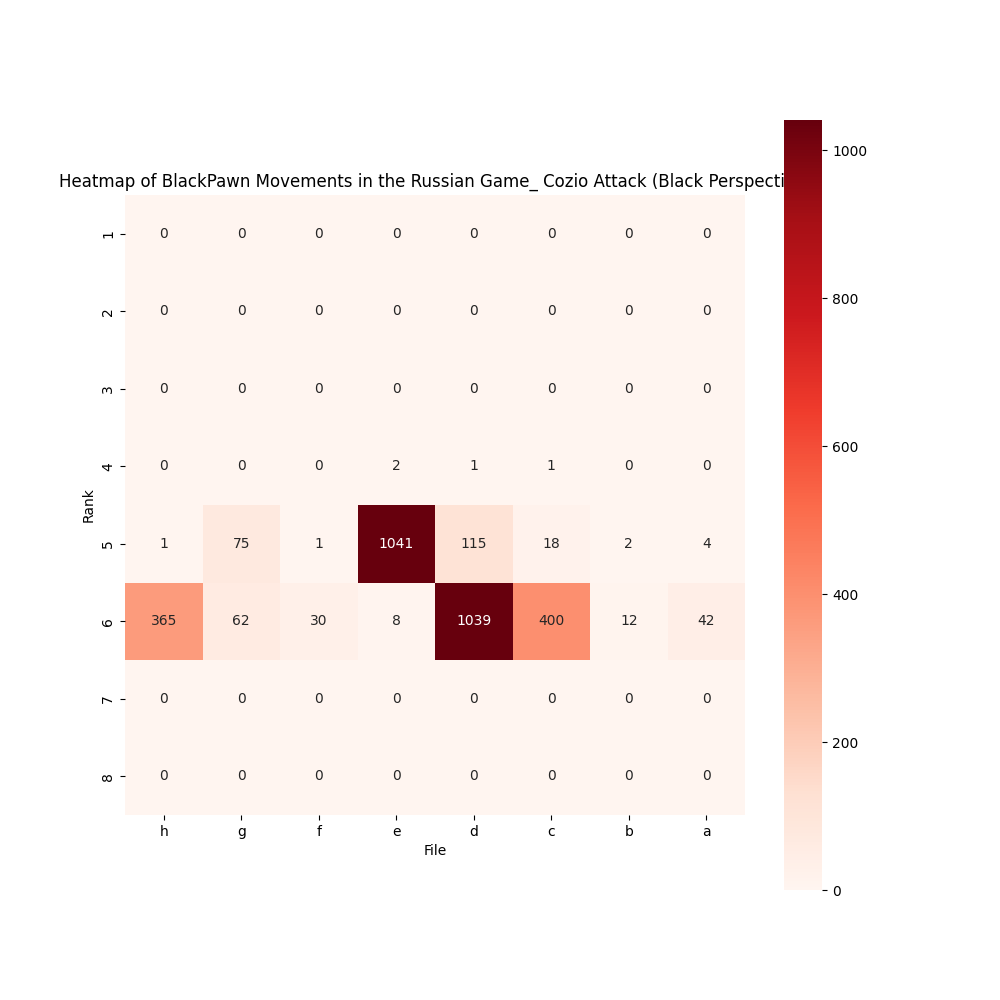 Heatmap of BlackPawn Movements in the Russian Game_ Cozio Attack (Black Perspecti
1000
1 0 0 0 0 0 0 0 0
2 0 0 0 0 0 0 0 0
800
3 0 0 0 0 0 0 0 0
4 0 0 0 2 1 1 0 0
600
Rank
5 1 75 1 1041 115 18 2 4
400
6 365 62 30 8 1039 400 12 42
7 0 0 0 0 0 0 0 0
200
8 0 0 0 0 0 0 0 0
h g f e d c b a
File
0